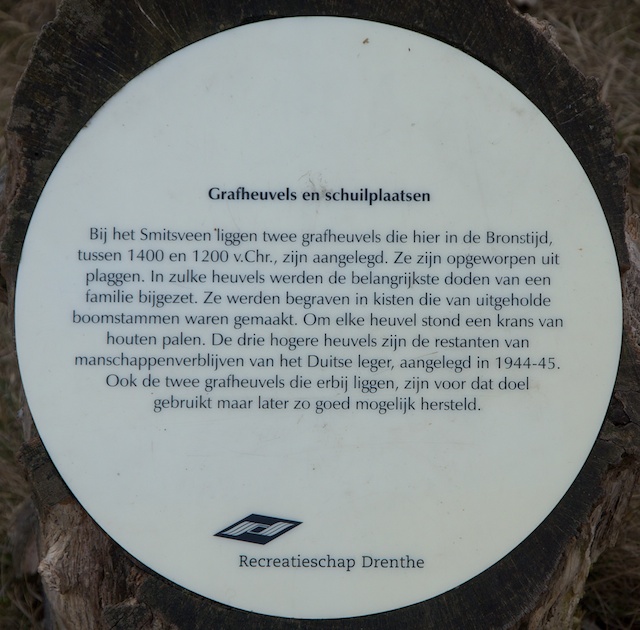 Grafheuvels en schuilplaatsen
Bij het Smitsveen liggen twee grafheuvels die hier in de Bronstijd,
tussen 1400 en 1200 v.Chr., zijn aangelegd. Ze zijn opgeworpen uit
plaggen. In zulke heuvels werden de belangrijkste doden van een
familie bijgezet. Ze werden begraven in kisten die van uitgeholde
boomstammen waren gemaakt. Om elke heuvel stond een krans van
houten palen. De drie hogere heuvels zijn de restanten van
manschappenverblijven van het Duitse leger, aangelegd in 1944-45.
Ook de twee grafheuvels die erbij liggen, zijn voor dat doel
gebruikt maar later zo goed mogelijk hersteld.
Recreatieschap Drenthe